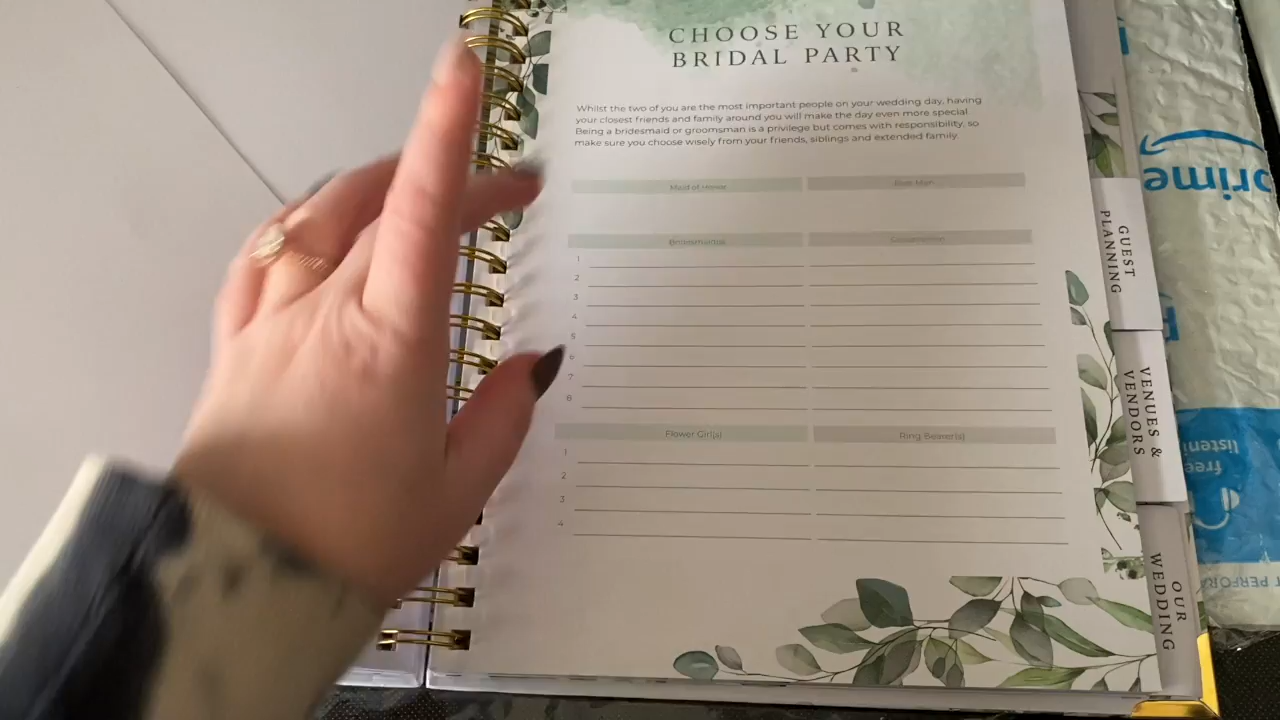 CHOOSE YOUR
BRIDAL PARTY
Whilst the two of you are the most important people on your wedding day, having
your closest friends and family around you will make the day even more special.
Being a bridesmaid or groomsman is a privilege but comes with responsibility, so
make sure you choose wisely from your friends, siblings and extended family.
Maid of Honor
Best Man
Bridesmaid(s)
Groomsmen
1
2
3
4
5
6
7
8
Flower Girl(s)
Ring Bearer(s)
1
2
3
4
GUEST
PLANNING
VENUES &
VENDORS
OUR
WEDDING
prime
free